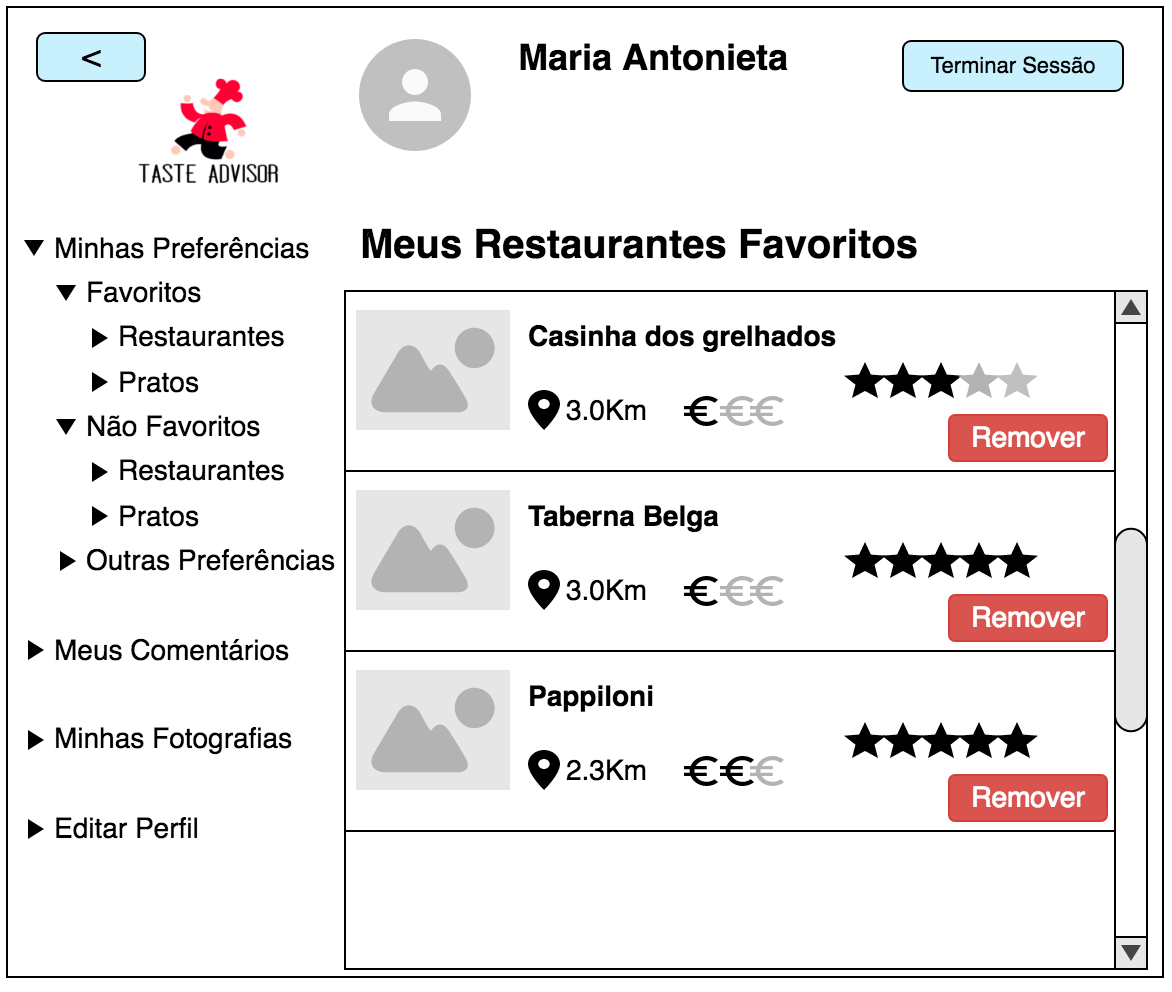 <
Maria Antonieta
Terminar Sessão
TASTE ADVISOR
Minhas Preferências
Favoritos
Restaurantes
Pratos
Não Favoritos
Restaurantes
Pratos
Outras Preferências
Meus Comentários
Minhas Fotografias
Editar Perfil
Meus Restaurantes Favoritos
Casinha dos grelhados
3.0Km €€€
Remover
Taberna Belga
3.0Km €€€
Remover
Pappiloni
2.3Km €€€
Remover